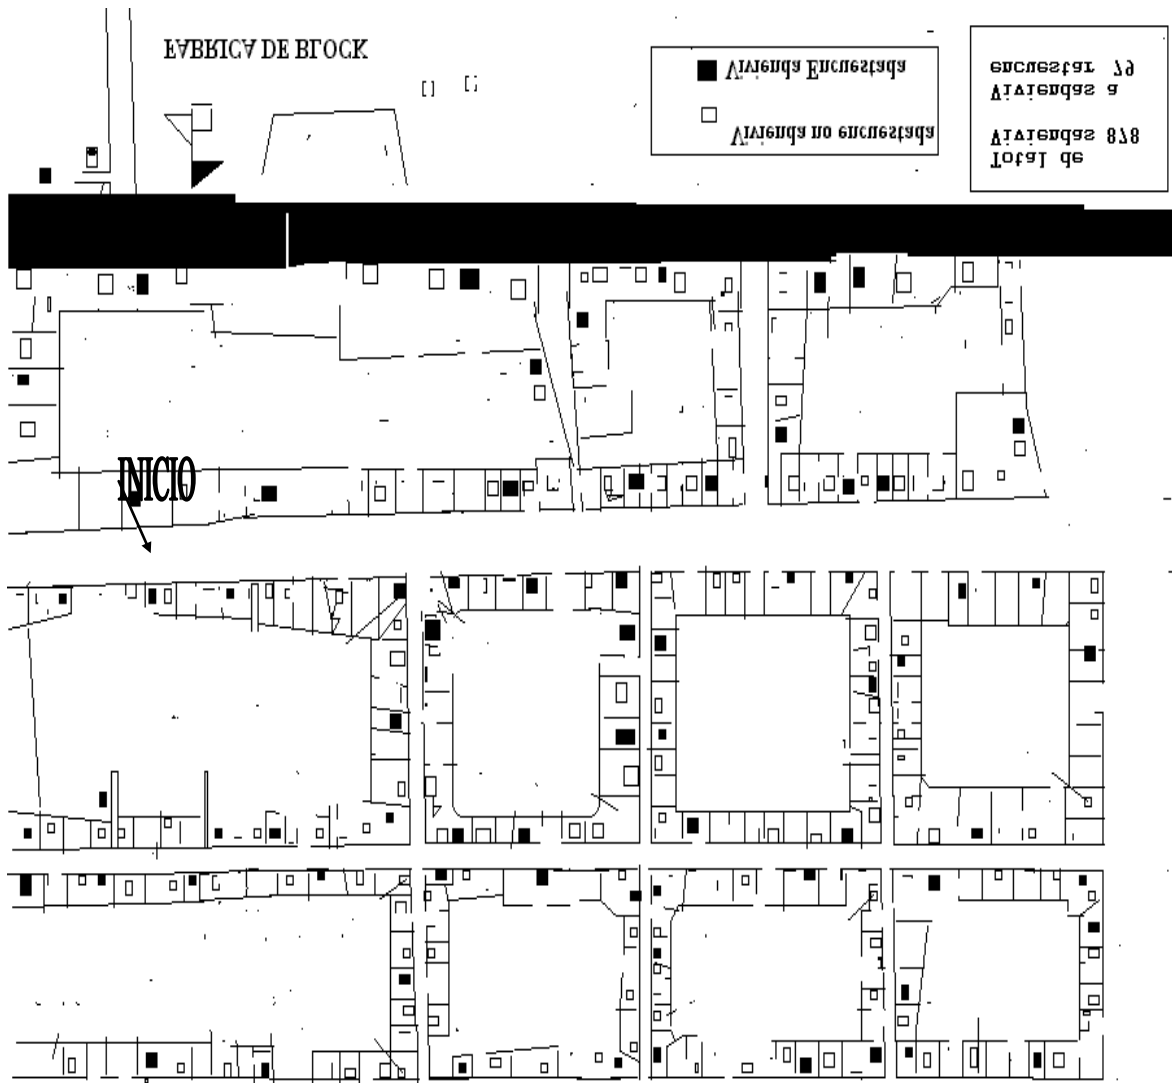 FABRICA DE BLOCK
Vivienda Encuestada
Vivienda no encuestada
Total de
Viviendas 878
Viviendas a
encuestar 79
INICIO